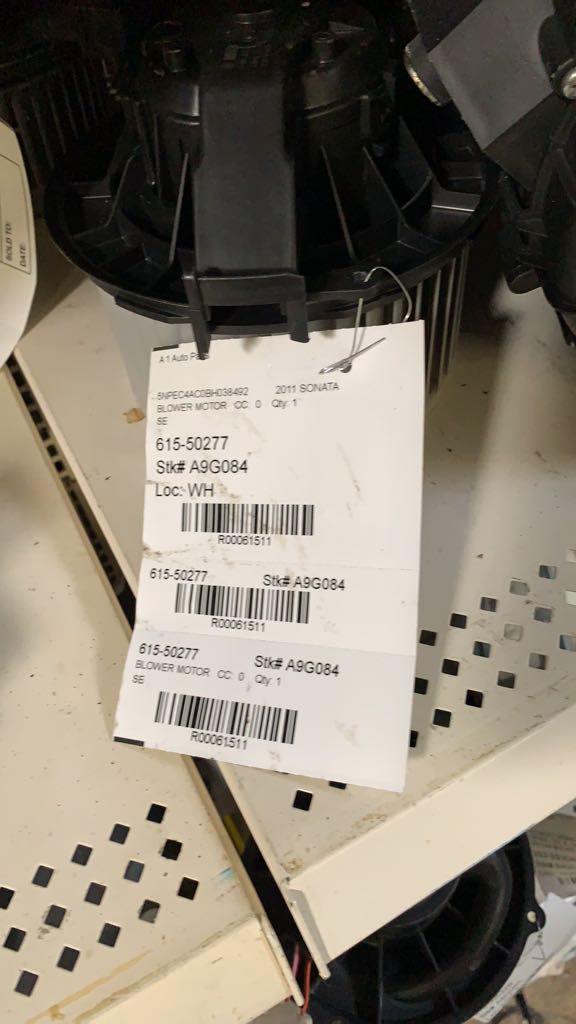 SOLD TO:
DATE:
A 1 Auto
5NPEC4AC0BH038492 2011 SONATA
BLOWER MOTOR CC: 0 Qty: 1
SE
615-50277
Stk# A9G084
Loc: WH
R00061511
615-50277 Stk# A9G084
R00061511
615-50277 Stk# A9G084
BLOWER MOTOR CC: 0 Qty: 1
SE
R00061511